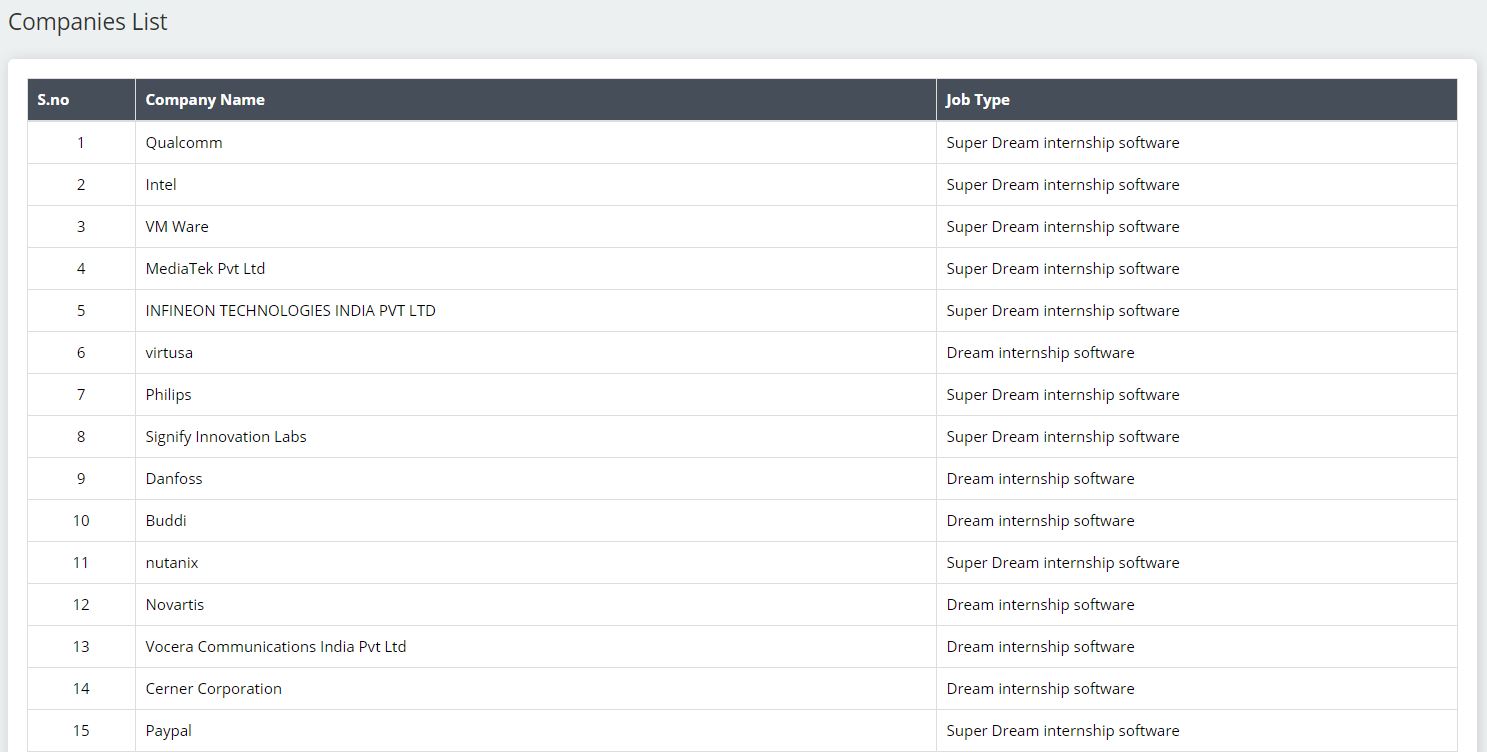 Companies List
S.no Company Name Job Type
1 Qualcomm Super Dream internship software
2 Intel Super Dream internship software
3 VM Ware Super Dream internship software
4 MediaTek Pvt Ltd Super Dream internship software
5 INFINEON TECHNOLOGIES INDIA PVT LTD Super Dream internship software
6 virtusa Dream internship software
7 Philips Super Dream internship software
8 Signify Innovation Labs Super Dream internship software
9 Danfoss Dream internship software
10 Buddi Dream internship software
11 nutanix Super Dream internship software
12 Novartis Dream internship software
13 Vocera Communications India Pvt Ltd Dream internship software
14 Cerner Corporation Dream internship software
15 Paypal Super Dream internship software